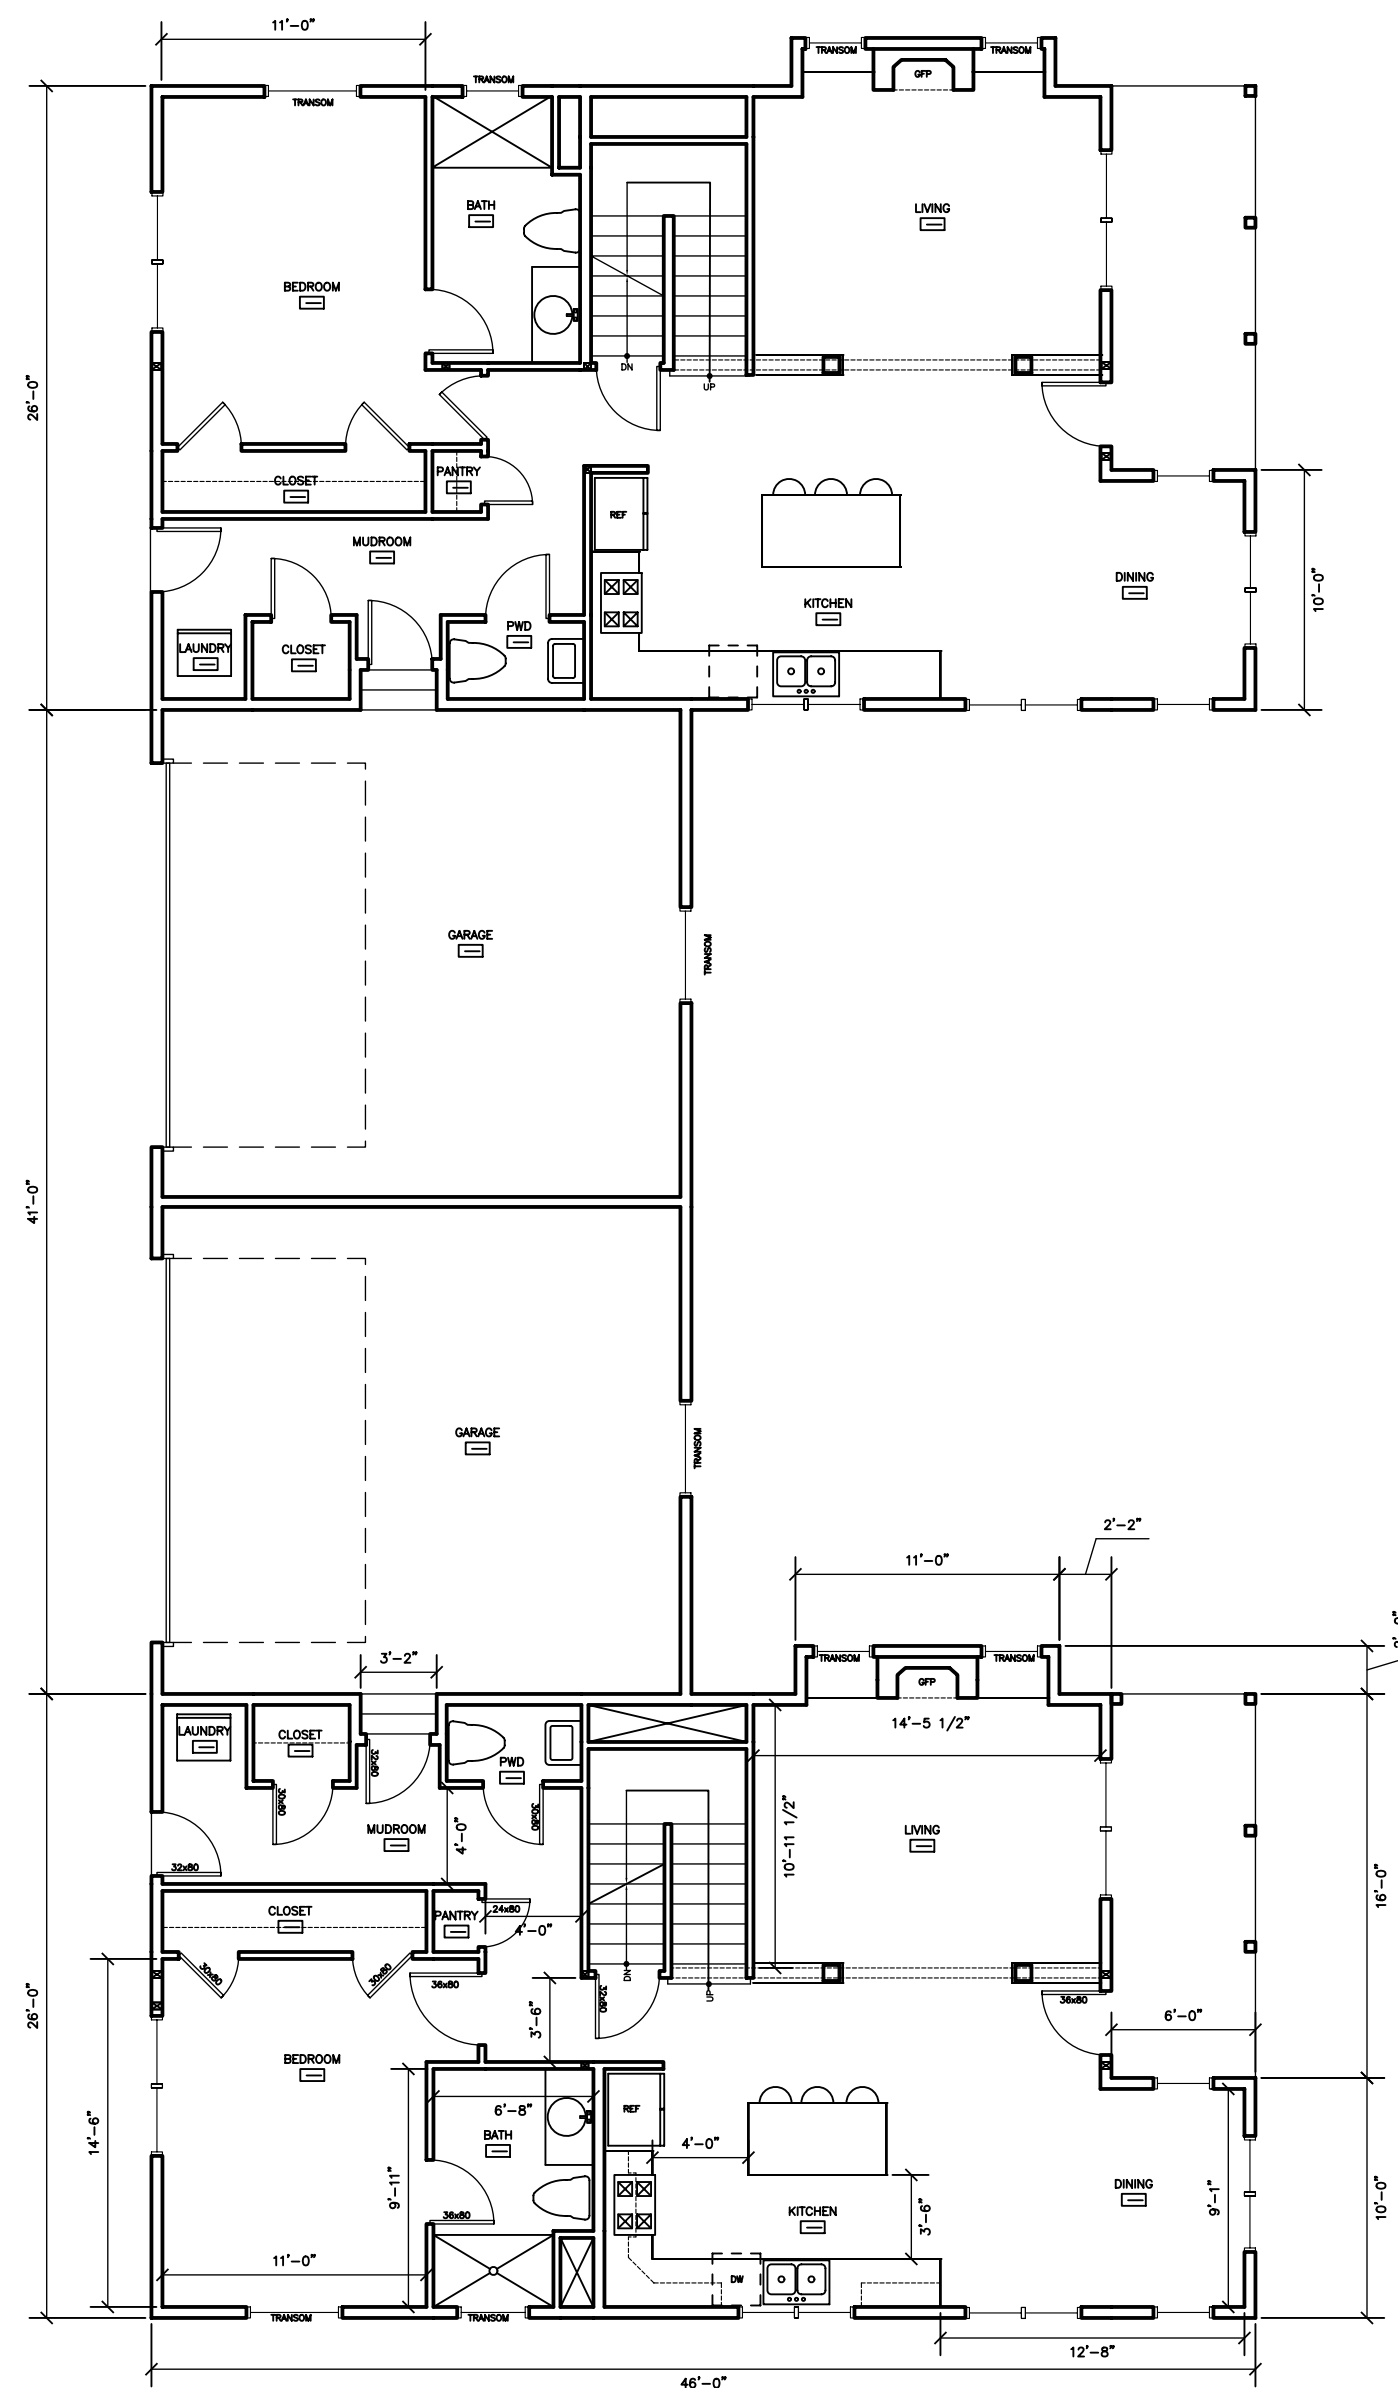 11'-0"
TRANSOM
TRANSOM
TRANSOM
TRANSOM
GFP
BATH
LIVING
BEDROOM
DN
UP
26'-0"
CLOSET
PANTRY
REF
MUDROOM
DINING
10'-0"
KITCHEN
LAUNDRY
CLOSET
PWD
GARAGE
TRANSOM
41'-0"
GARAGE
TRANSOM
2'-2"
11'-0"
3'-2"
TRANSOM
TRANSOM
GFP
14'-5 1/2"
LAUNDRY
CLOSET
32x80
PWD
30x80
30x80
10'-11 1/2"
MUDROOM
4'-0"
LIVING
32x80
16'-0"
CLOSET
PANTRY
24x80
4'-0"
30x80
30x80
36x80
DN
UP
32x80
36x80
26'-0"
3'-6"
6'-0"
BEDROOM
14'-6"
6'-8"
REF
BATH
4'-0"
9'-11"
DINING
9'-1"
10'-0"
36x80
KITCHEN
3'-6"
11'-0"
DW
TRANSOM
TRANSOM
12'-8"
46'-0"